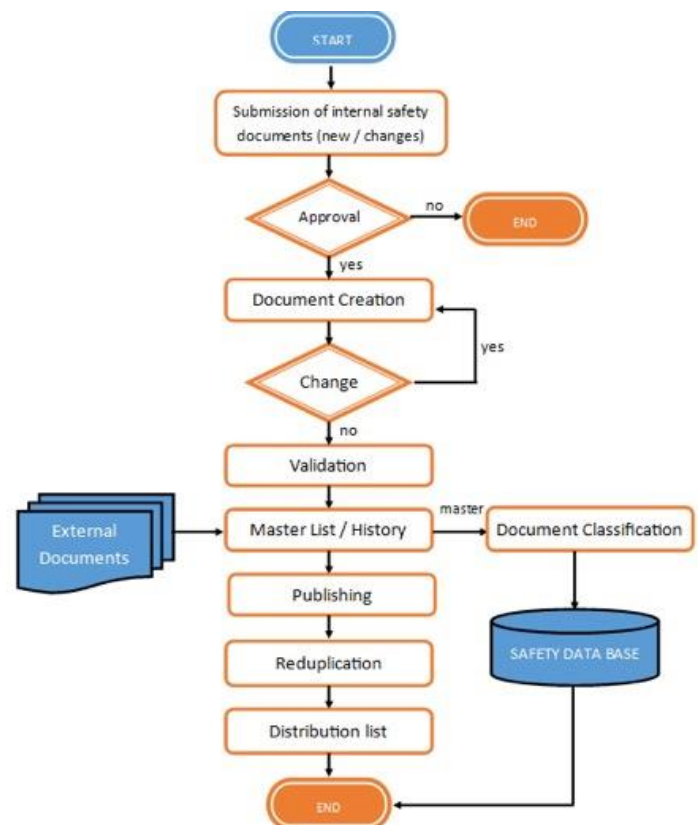 START
Submission of internal safety
documents (new / changes)
Approval
no
END
yes
Document Creation
yes
Change
no
Validation
External
Documents
Master List / History
master
Document Classification
Publishing
SAFETY DATA BASE
Reduplication
Distribution list
END